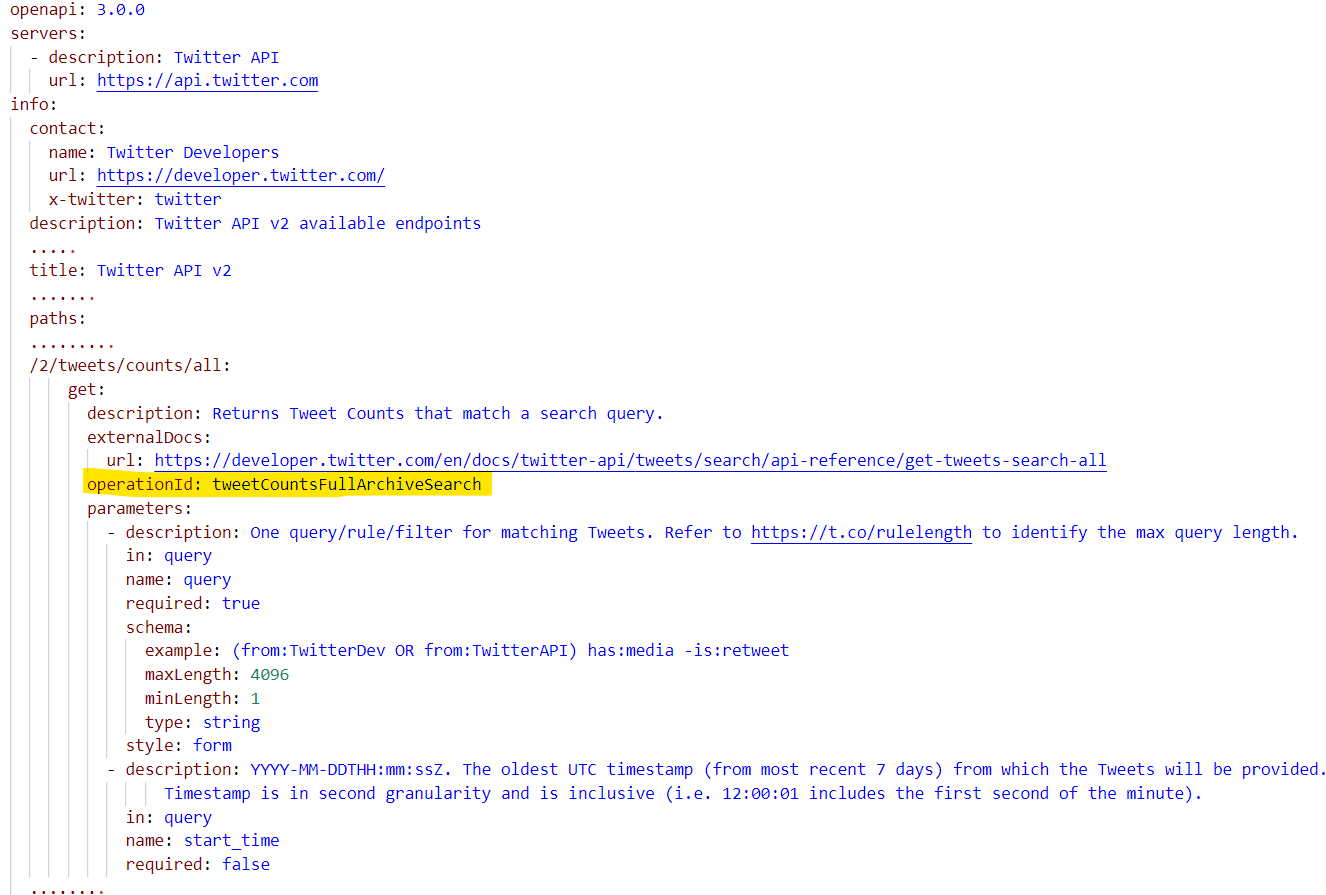 openapi: 3.0.0
servers:
- description: Twitter API
url: https://api.twitter.com
info:
contact:
name: Twitter Developers
url: https://developer.twitter.com/
x-twitter: twitter
description: Twitter API v2 available endpoints
.....
title: Twitter API v2
.......
paths:
.........
/2/tweets/counts/all:
get:
description: Returns Tweet Counts that match a search query.
externalDocs:
url: https://developer.twitter.com/en/docs/twitter-api/tweets/search/api-reference/get-tweets-search-all
operationId: tweetCountsFullArchiveSearch
parameters:
- description: One query/rule/filter for matching Tweets. Refer to https://t.co/rulelength to identify the max query length.
in: query
name: query
required: true
schema:
example: (from:TwitterDev OR from:TwitterAPI) has:media -is:retweet
maxLength: 4096
minLength: 1
type: string
style: form
- description: YYYY-MM-DDTHH:mm:ssZ. The oldest UTC timestamp (from most recent 7 days) from which the Tweets will be provided.
Timestamp is in second granularity and is inclusive (i.e. 12:00:01 includes the first second of the minute).
in: query
name: start_time
required: false
........